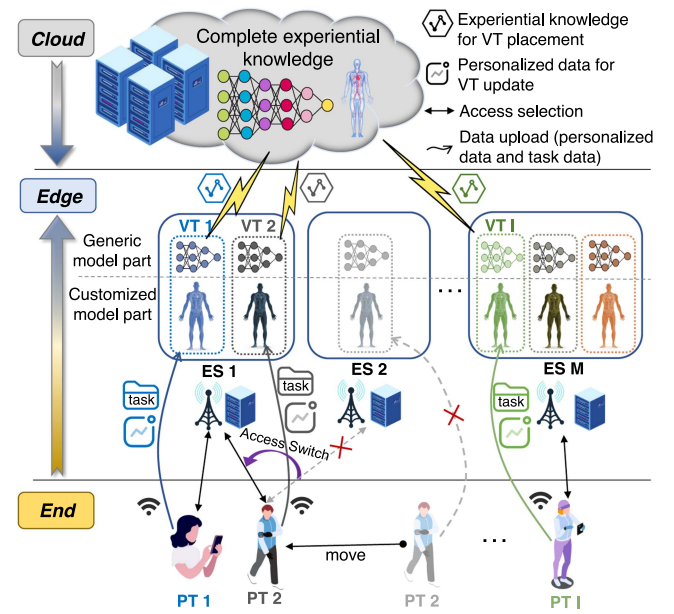 Cloud
Complete experiential
knowledge
Experiential knowledge
for VT placement
Personalized data for
VT update
Access selection
Data upload (personalized
data and task data)
Edge
VT 1
VT 2
VT I
Generic
model part
Customized
model part
...
ES 1
ES 2
ES M
task
task
task
Access Switch
End
move
...
PT 1
PT 2
PT 2
PT I